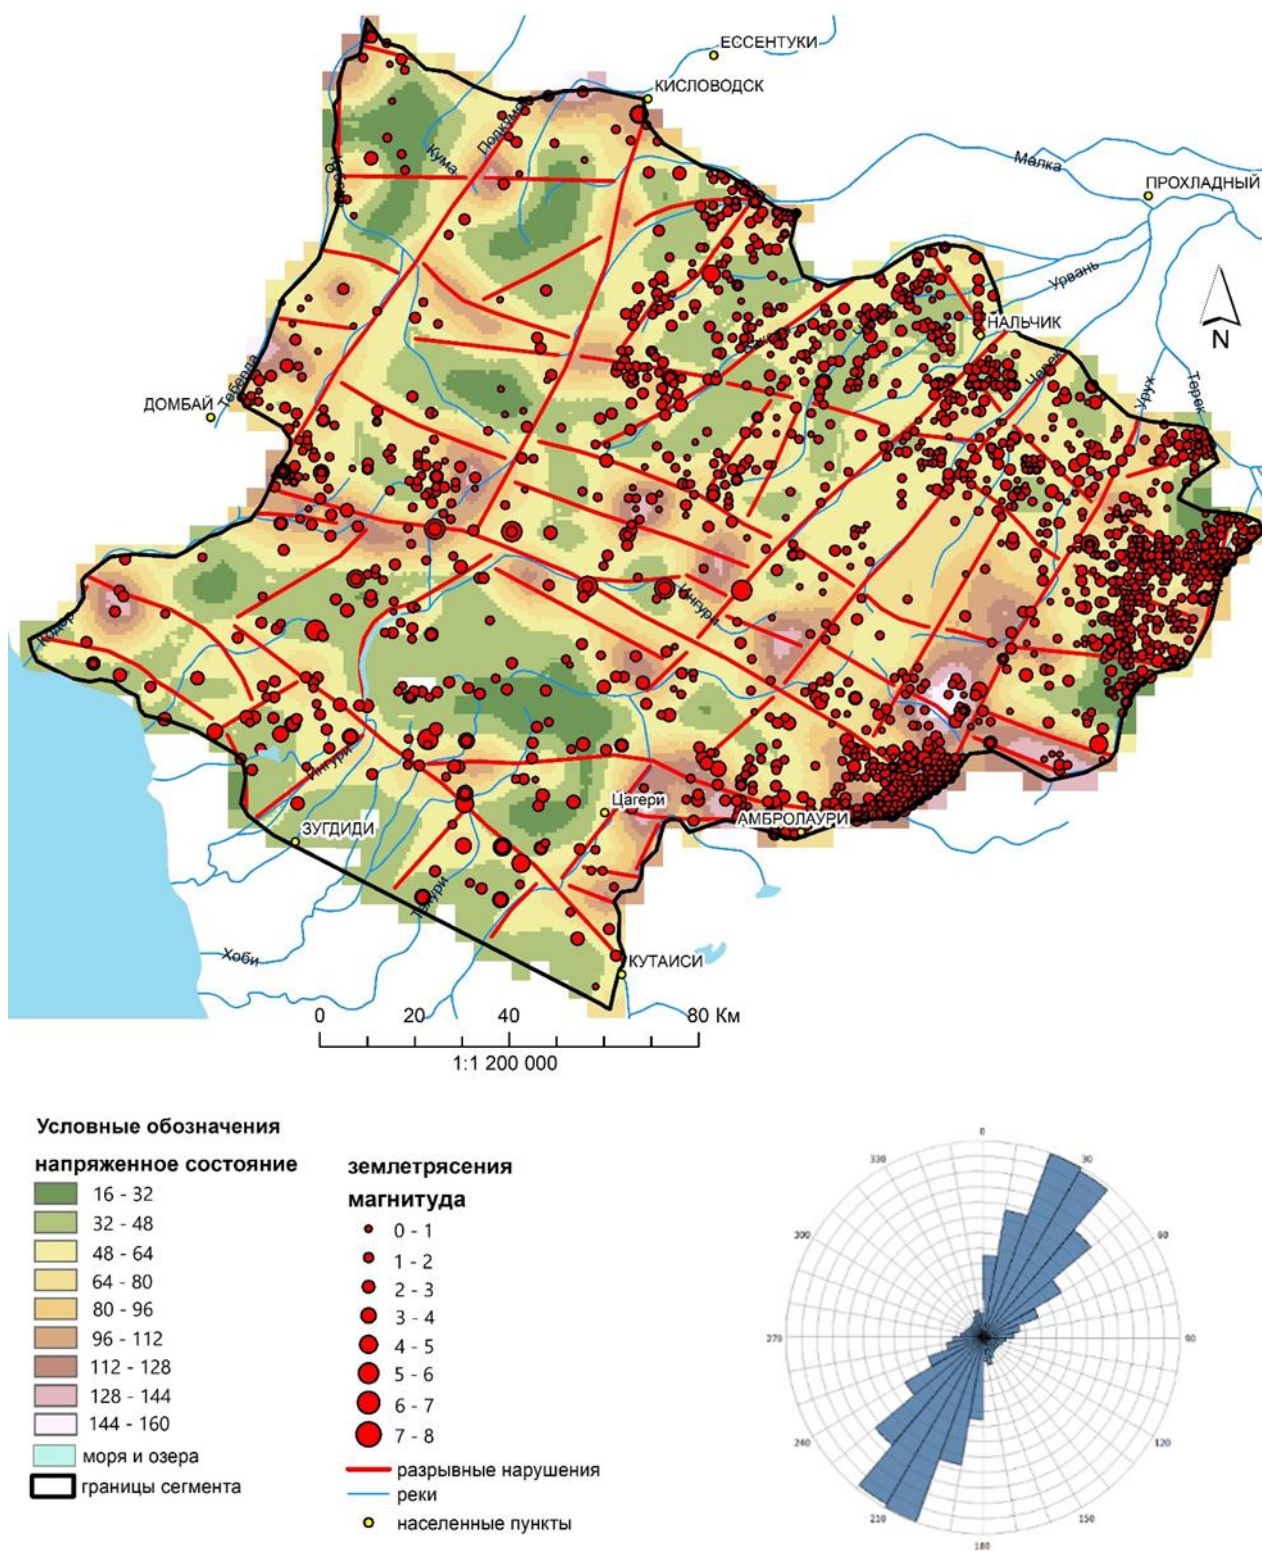 ЕССЕНТУКИ
КИСЛОВОДСК
Подкумок
Кума
Малка
ПРОХЛАДНЫЙ
Урвань
N
НАЛЬЧИК
Черек
Урух
Терек
ДОМБАЙ
Теберда
Кодор
Ингури
Ингури
Цагери
АМБРОЛАУРИ
ЗУГДИДИ
Хоби
КУТАИСИ
0 20 40 80 Км
1:1 200 000
Условные обозначения
напряженное состояние
16 - 32
32 - 48
48 - 64
64 - 80
80 - 96
96 - 112
112 - 128
128 - 144
144 - 160
моря и озера
границы сегмента
землетрясения
магнитуда
0 - 1
1 - 2
2 - 3
3 - 4
4 - 5
5 - 6
6 - 7
7 - 8
разрывные нарушения
реки
населенные пункты
0
330
30
300
60
270
90
240
120
210
150
180